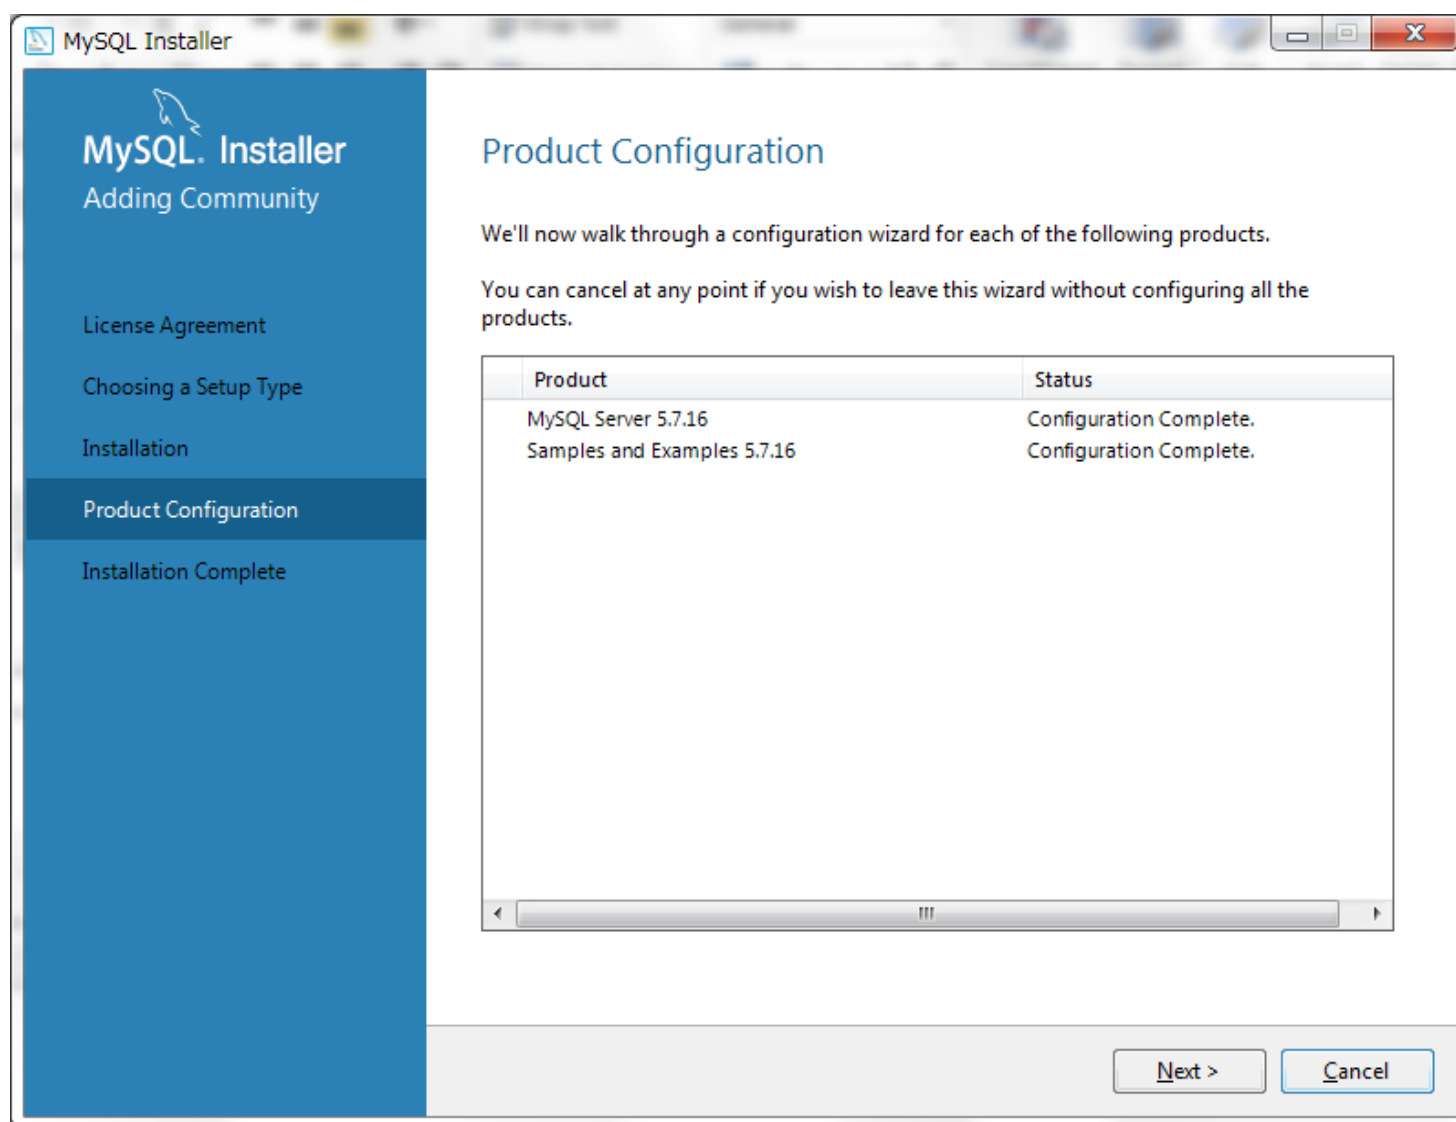 MySQL Installer
MySQL. Installer
Adding Community
License Agreement
Choosing a Setup Type
Installation
Product Configuration
Installation Complete
Product Configuration
We'll now walk through a configuration wizard for each of the following products.
You can cancel at any point if you wish to leave this wizard without configuring all the
products.
Product Status
MySQL Server 5.7.16 Configuration Complete.
Samples and Examples 5.7.16 Configuration Complete.
Next > Cancel